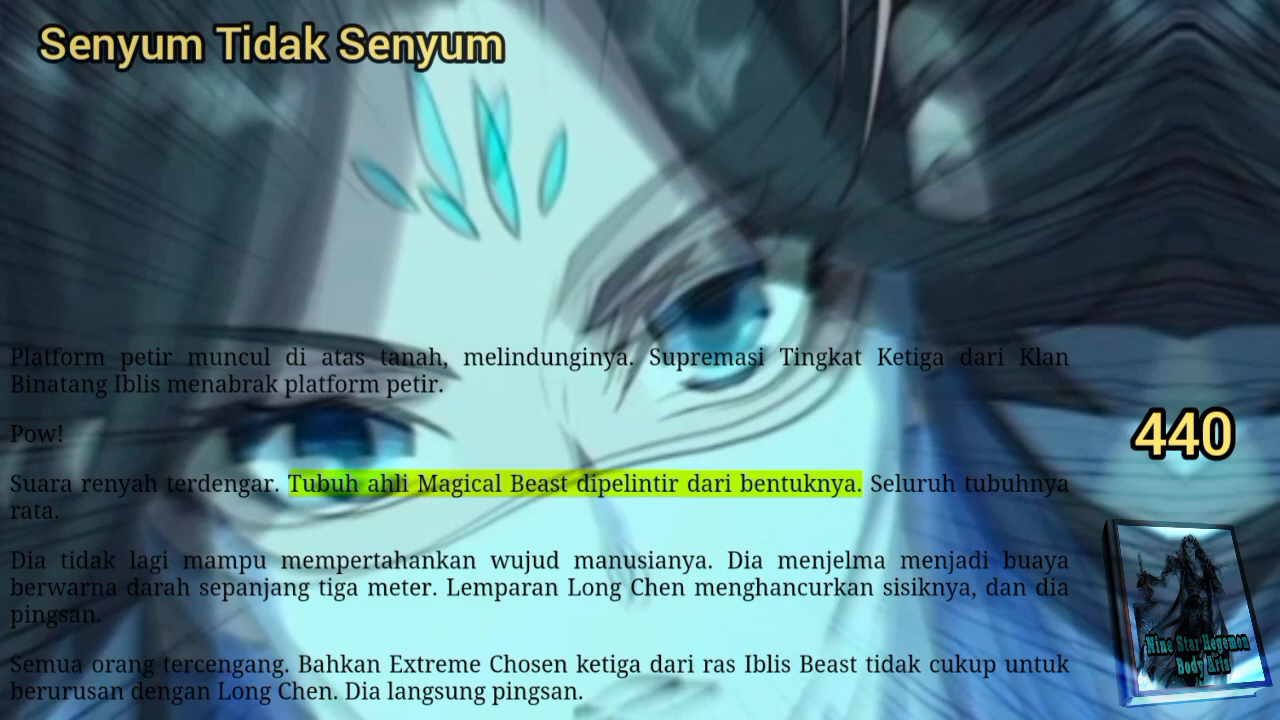 Senyum Tidak Senyum
Platform petir muncul di atas tanah, melindunginya. Supremasi Tingkat Ketiga dari Klan
Binatang Iblis menabrak platform petir.
Pow!
Suara renyah terdengar. Tubuh ahli Magical Beast dipelintir dari bentuknya. Seluruh tubuhnya
rata.
Dia tidak lagi mampu mempertahankan wujud manusianya. Dia menjelma menjadi buaya
berwarna darah sepanjang tiga meter. Lemparan Long Chen menghancurkan sisiknya, dan dia
pingsan.
Semua orang tercengang. Bahkan Extreme Chosen ketiga dari ras Iblis Beast tidak cukup untuk
berurusan dengan Long Chen. Dia langsung pingsan.
440
Nine Star Hegemon
Body Arts